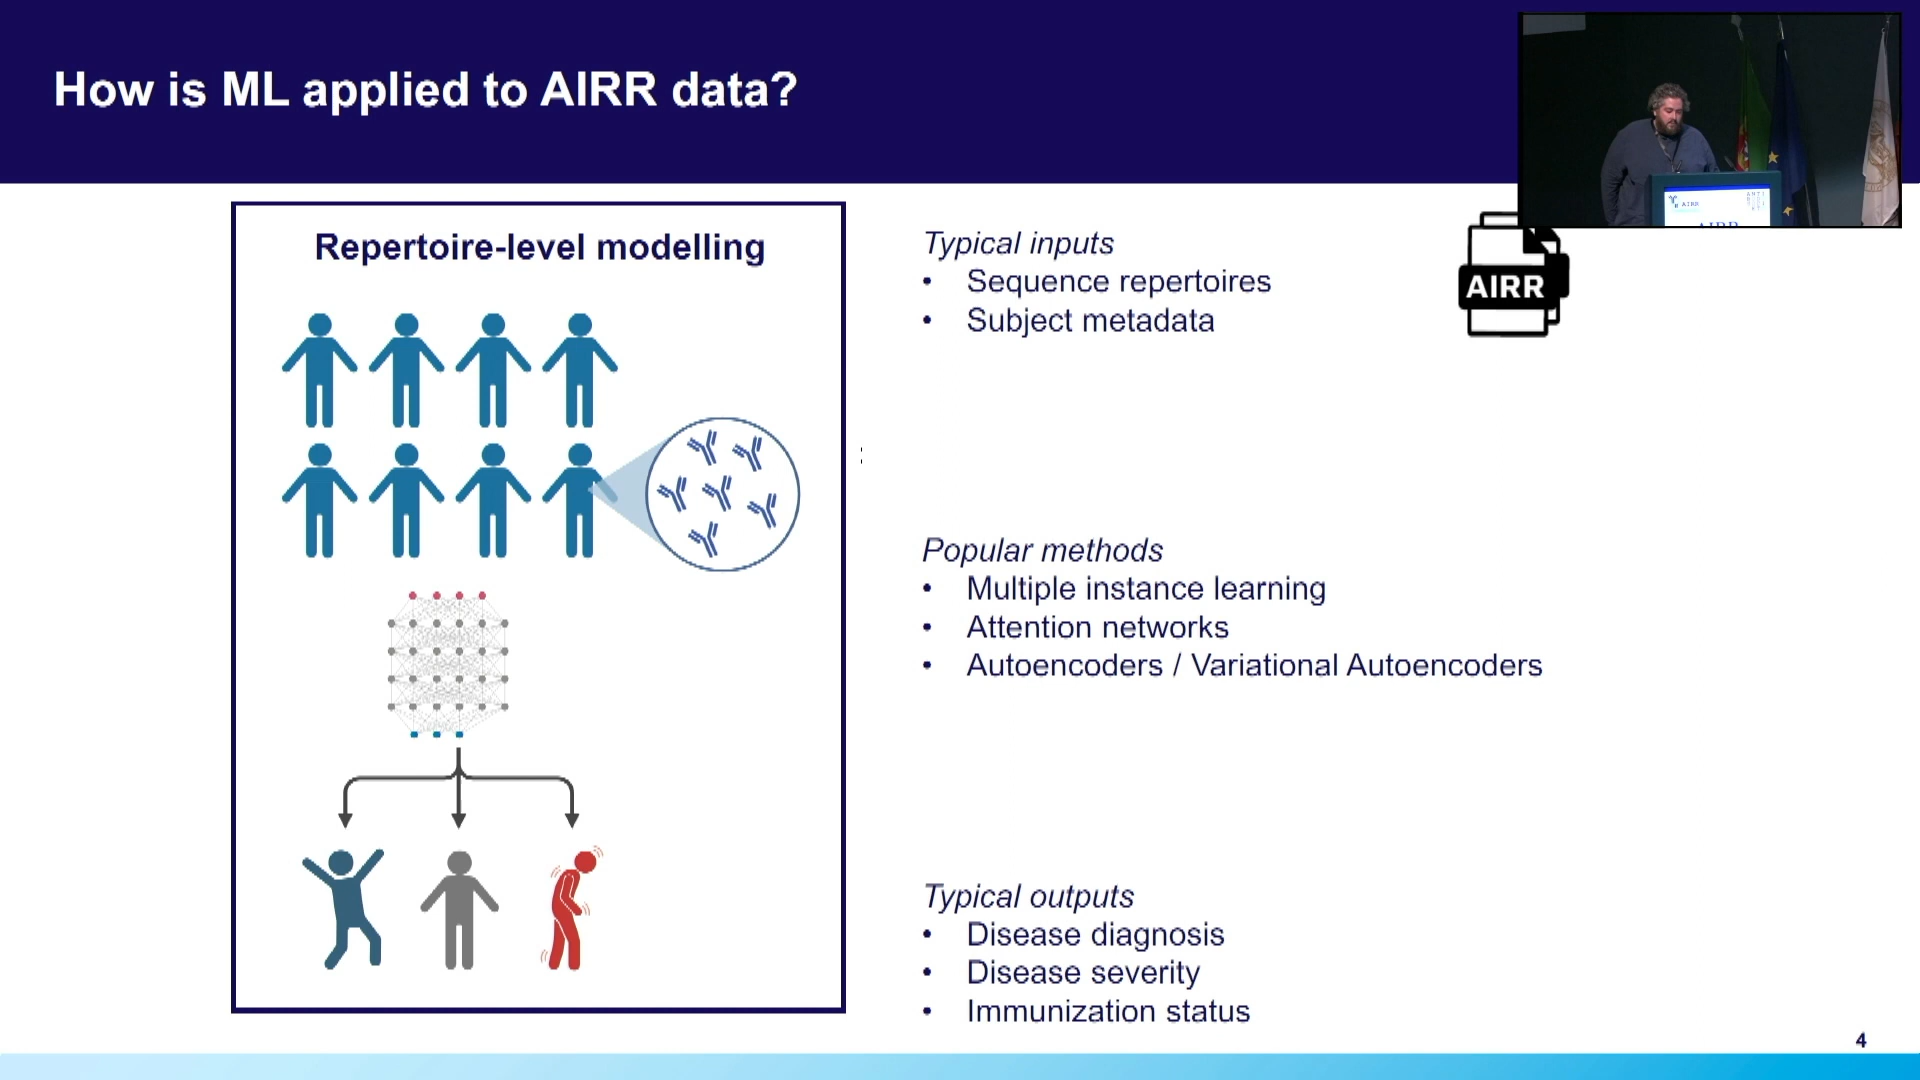 How is ML applied to AIRR data?
Repertoire-level modelling
Typical inputs
• Sequence repertoires
• Subject metadata
AIRR
Popular methods
• Multiple instance learning
• Attention networks
• Autoencoders / Variational Autoencoders
Typical outputs
• Disease diagnosis
• Disease severity
• Immunization status
4
AIRR